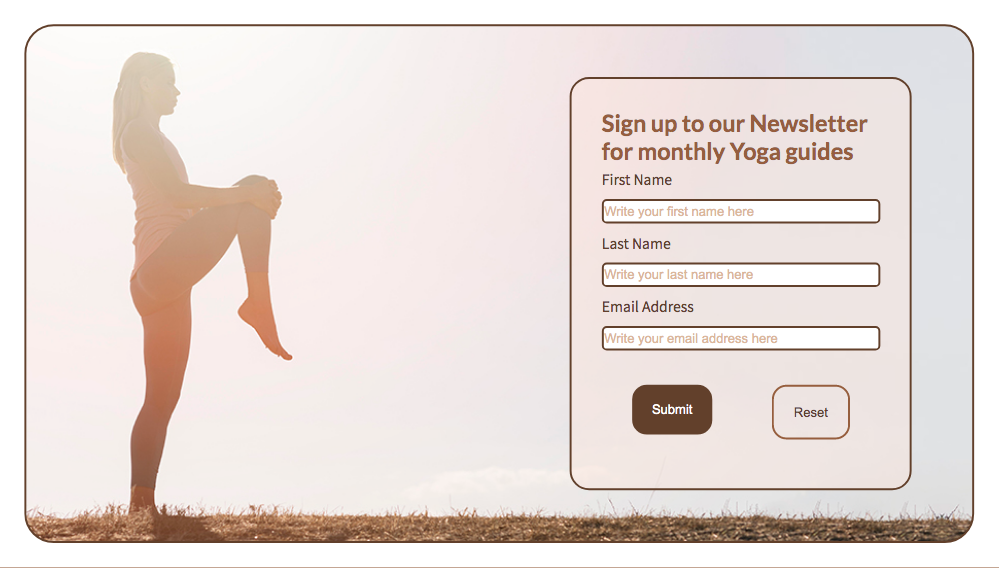 Sign up to our Newsletter
for monthly Yoga guides
First Name
Write your first name here
Last Name
Write your last name here
Email Address
Write your email address here
Submit Reset